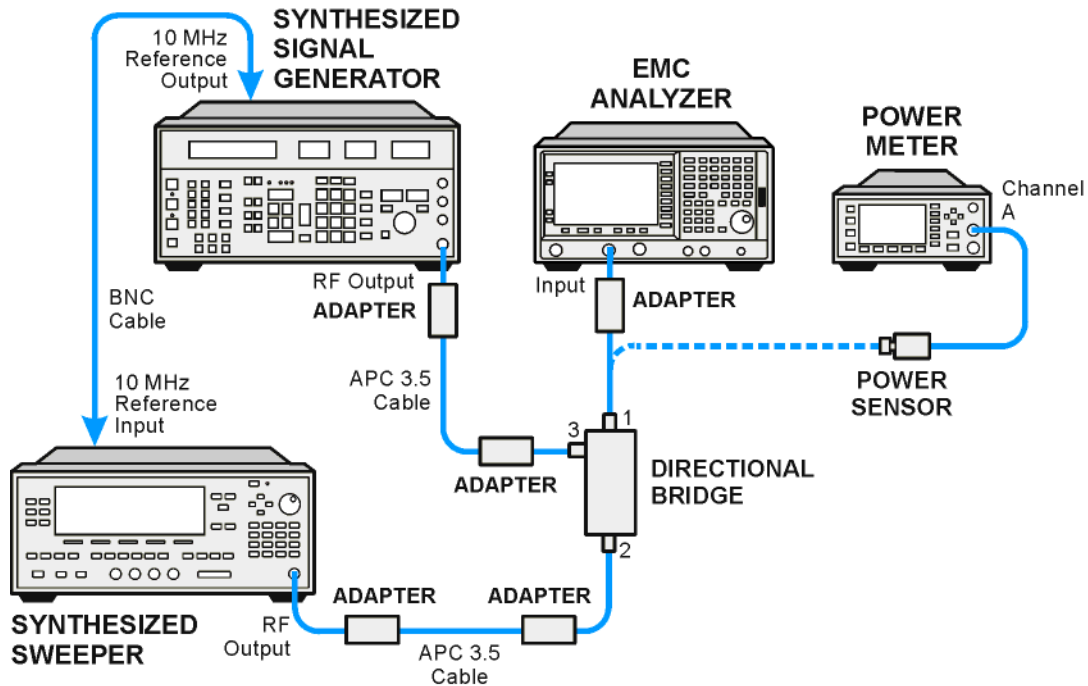 10 MHz
Reference
Output
SYNTHESIZED
SIGNAL
GENERATOR
EMC
ANALYZER
POWER
METER
Channel
A
RF Output
ADAPTER
Input
ADAPTER
BNC
Cable
APC 3.5
Cable
POWER
SENSOR
10 MHz
Reference
Input
1
3
ADAPTER
DIRECTIONAL
BRIDGE
2
SYNTHESIZED
SWEEPER
RF
Output
ADAPTER
ADAPTER
APC 3.5
Cable